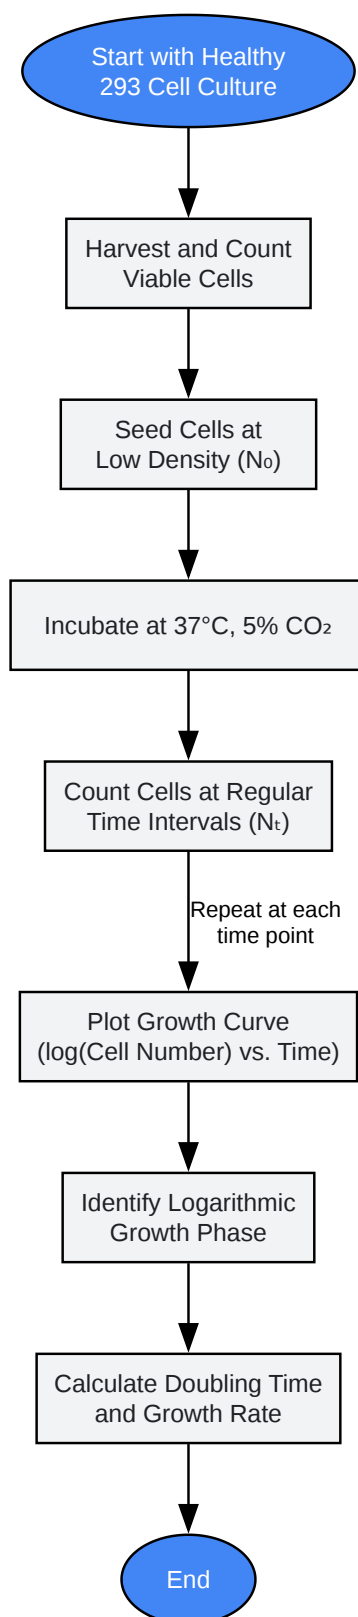 Start with Healthy
293 Cell Culture
Harvest and Count
Viable Cells
Seed Cells at
Low Density (N₀)
Incubate at 37°C, 5% CO₂
Count Cells at Regular
Time Intervals (Nₜ)
Repeat at each
time point
Plot Growth Curve
(log(Cell Number) vs. Time)
Identify Logarithmic
Growth Phase
Calculate Doubling Time
and Growth Rate
End